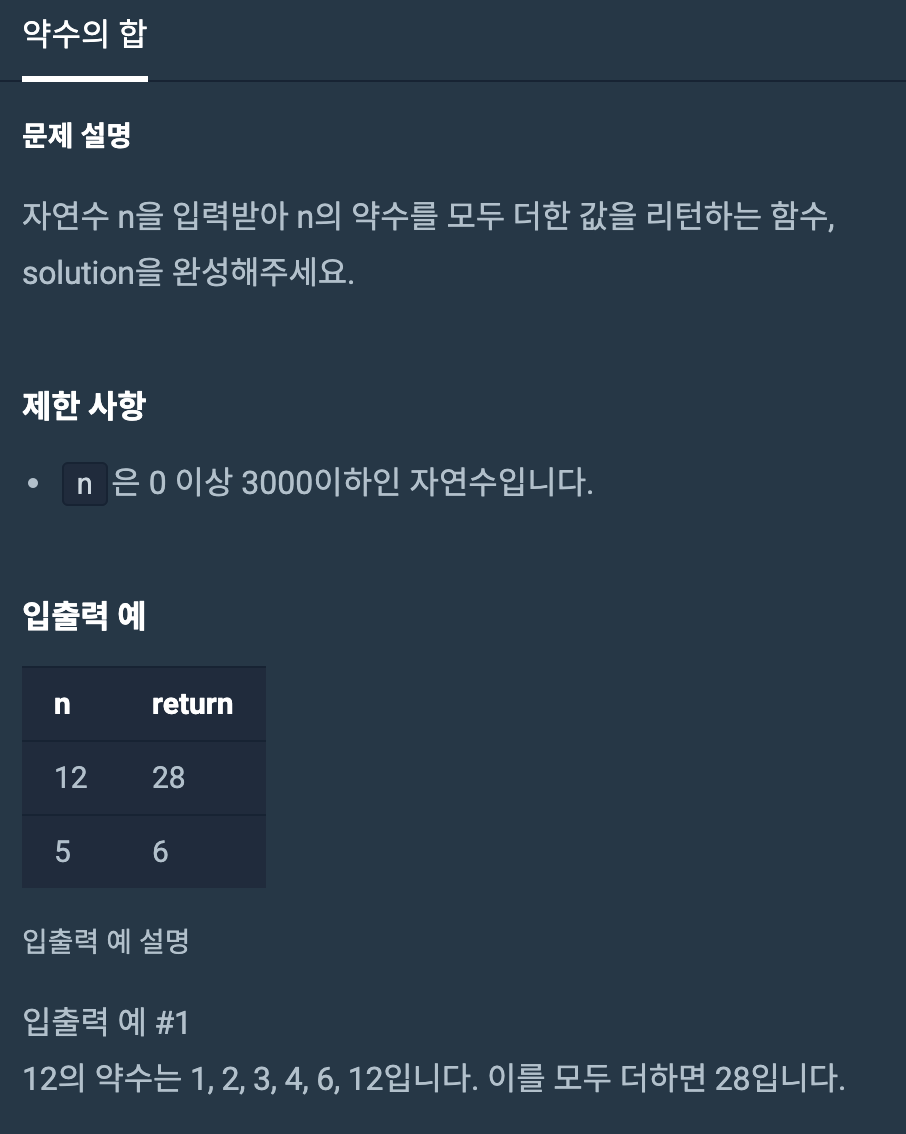 약수의 합
문제 설명
자연수 n을 입력받아 n의 약수를 모두 더한 값을 리턴하는 함수,
solution을 완성해주세요.
제한 사항
• n은 0 이상 3000이하인 자연수입니다.
입출력 예
n return
12 28
5 6
입출력 예 설명
입출력 예 #1
12의 약수는 1, 2, 3, 4, 6, 12입니다. 이를 모두 더하면 28입니다.